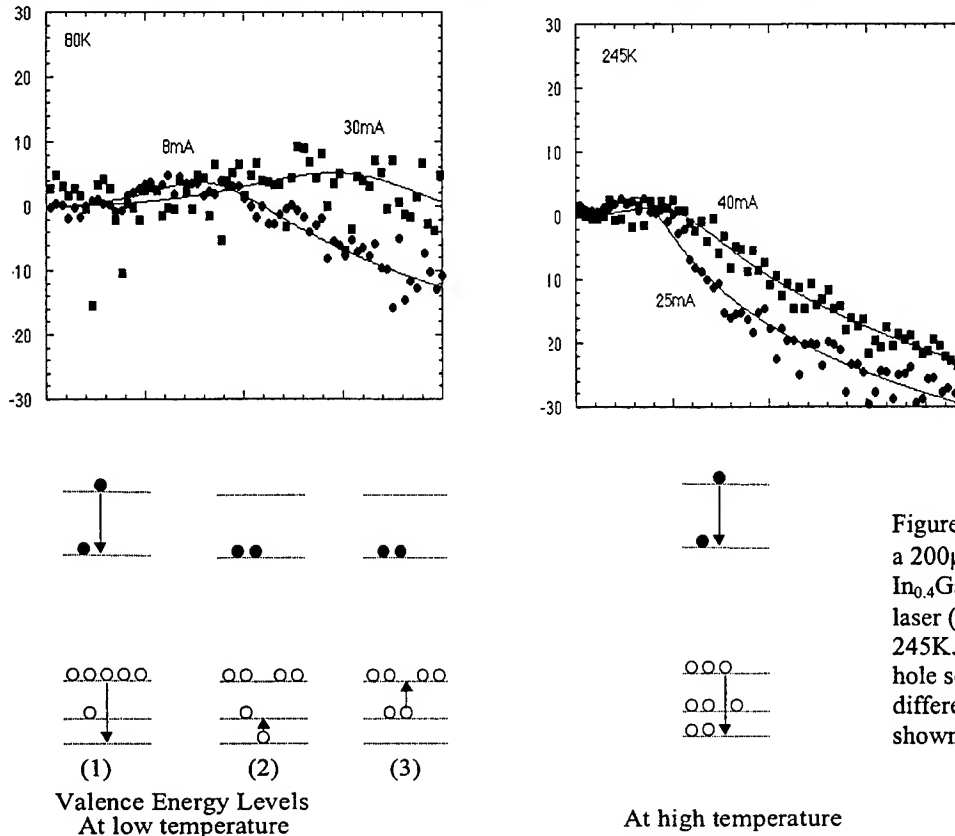 30
20
10
0
-10
-20
-30
80K
8mA
30mA
30
20
10
0
10
20
-30
245K
40mA
25mA
(1) (2) (3)
Valence Energy Levels
At low temperature
At high temperature
Figure
a 200µ
In0.4G
laser (
245K.
hole s
differe
shown